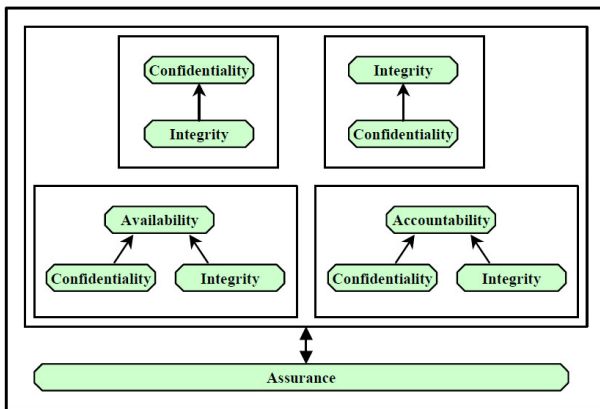 Confidentiality
Integrity
Integrity
Confidentiality
Availability
Confidentiality
Integrity
Accountability
Confidentiality
Integrity
Assurance